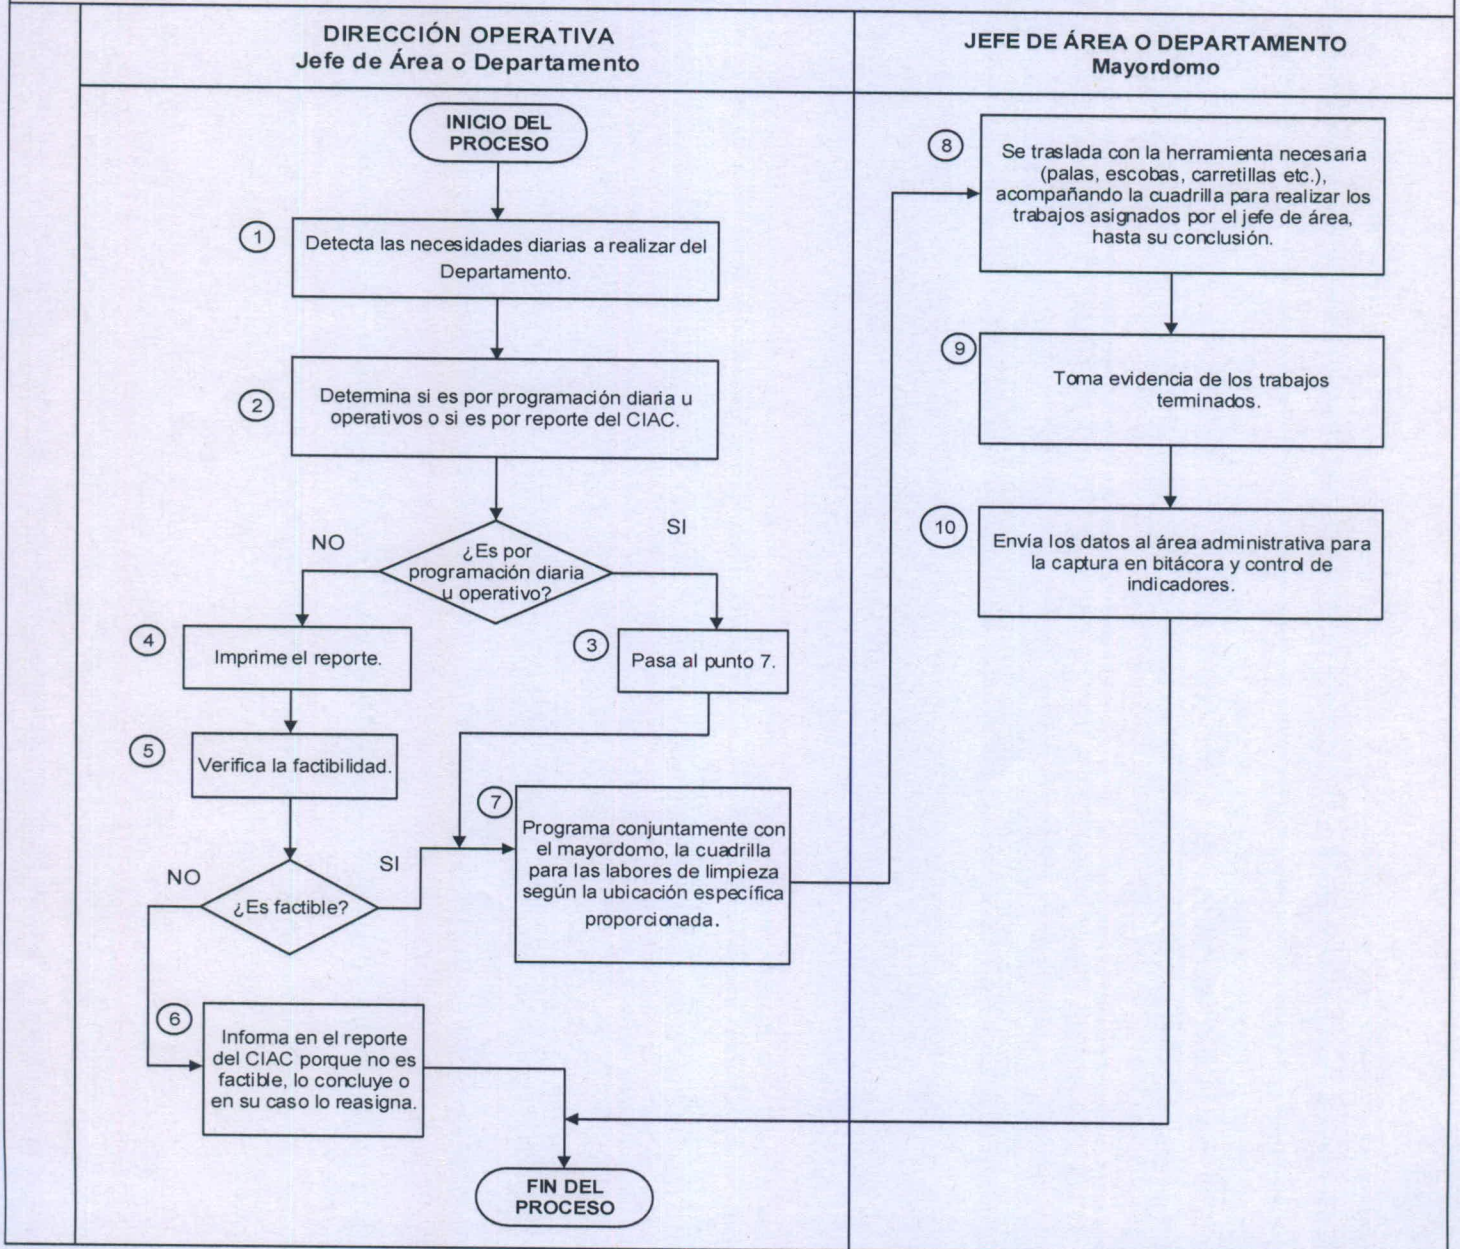 DIRECCIÓN OPERATIVA
Jefe de Área o Departamento
JEFE DE ÁREA O DEPARTAMENTO
Mayordomo
INICIO DEL
PROCESO
1
Detecta las necesidades diarias a realizar del
Departamento.
2
Determina si es por programación diaria u
operativos o si es por reporte del CIAC.
NO
SI
¿Es por
programación diaria
u operativo?
4
Imprime el reporte.
3
Pasa al punto 7.
5
Verifica la factibilidad.
NO
SI
¿Es factible?
7
Programa conjuntamente con
el mayordomo, la cuadrilla
para las labores de limpieza
según la ubicación específica
proporcionada.
6
Informa en el reporte
del CIAC porque no es
factible, lo concluye o
en su caso lo reasigna.
FIN DEL
PROCESO
8
Se traslada con la herramienta necesaria
(palas, escobas, carretillas etc.),
acompañando la cuadrilla para realizar los
trabajos asignados por el jefe de área,
hasta su conclusión.
9
Toma evidencia de los trabajos
terminados.
10
Envía los datos al área administrativa para
la captura en bitácora y control de
indicadores.